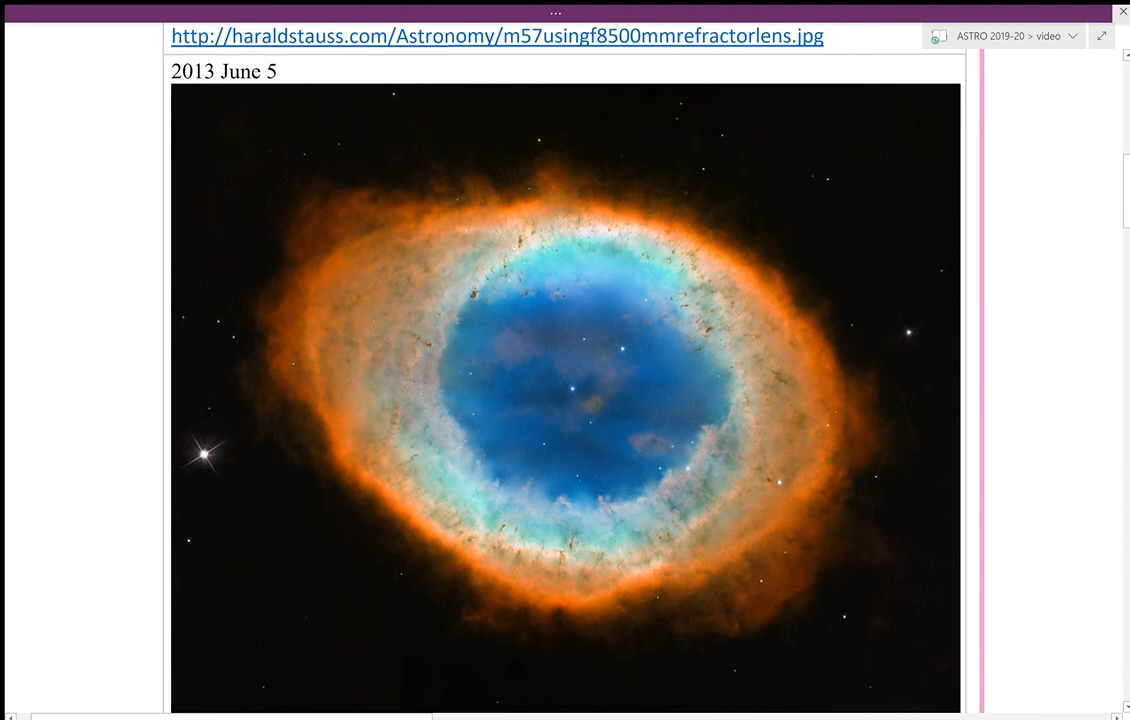 ...
http://haraldstauss.com/Astronomy/m57usingf8500mmrefractorlens.jpg
ASTRO 2019-20 > video
2013 June 5